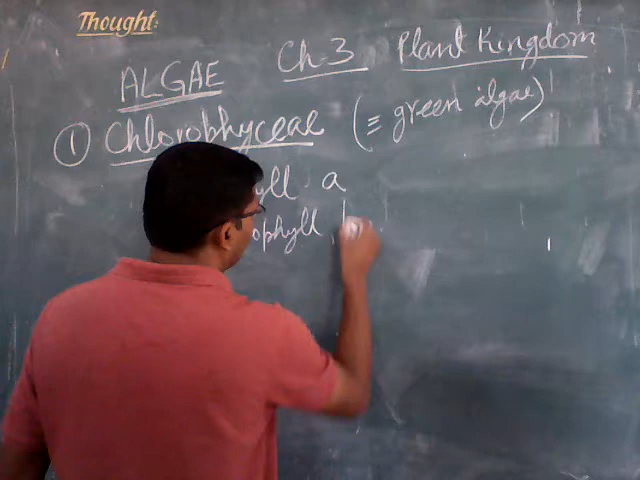 Thought:
Ch-3 Plant Kingdom
ALGAE
① Chlorophyceae (≡ green algae)
yll a
ophyll b